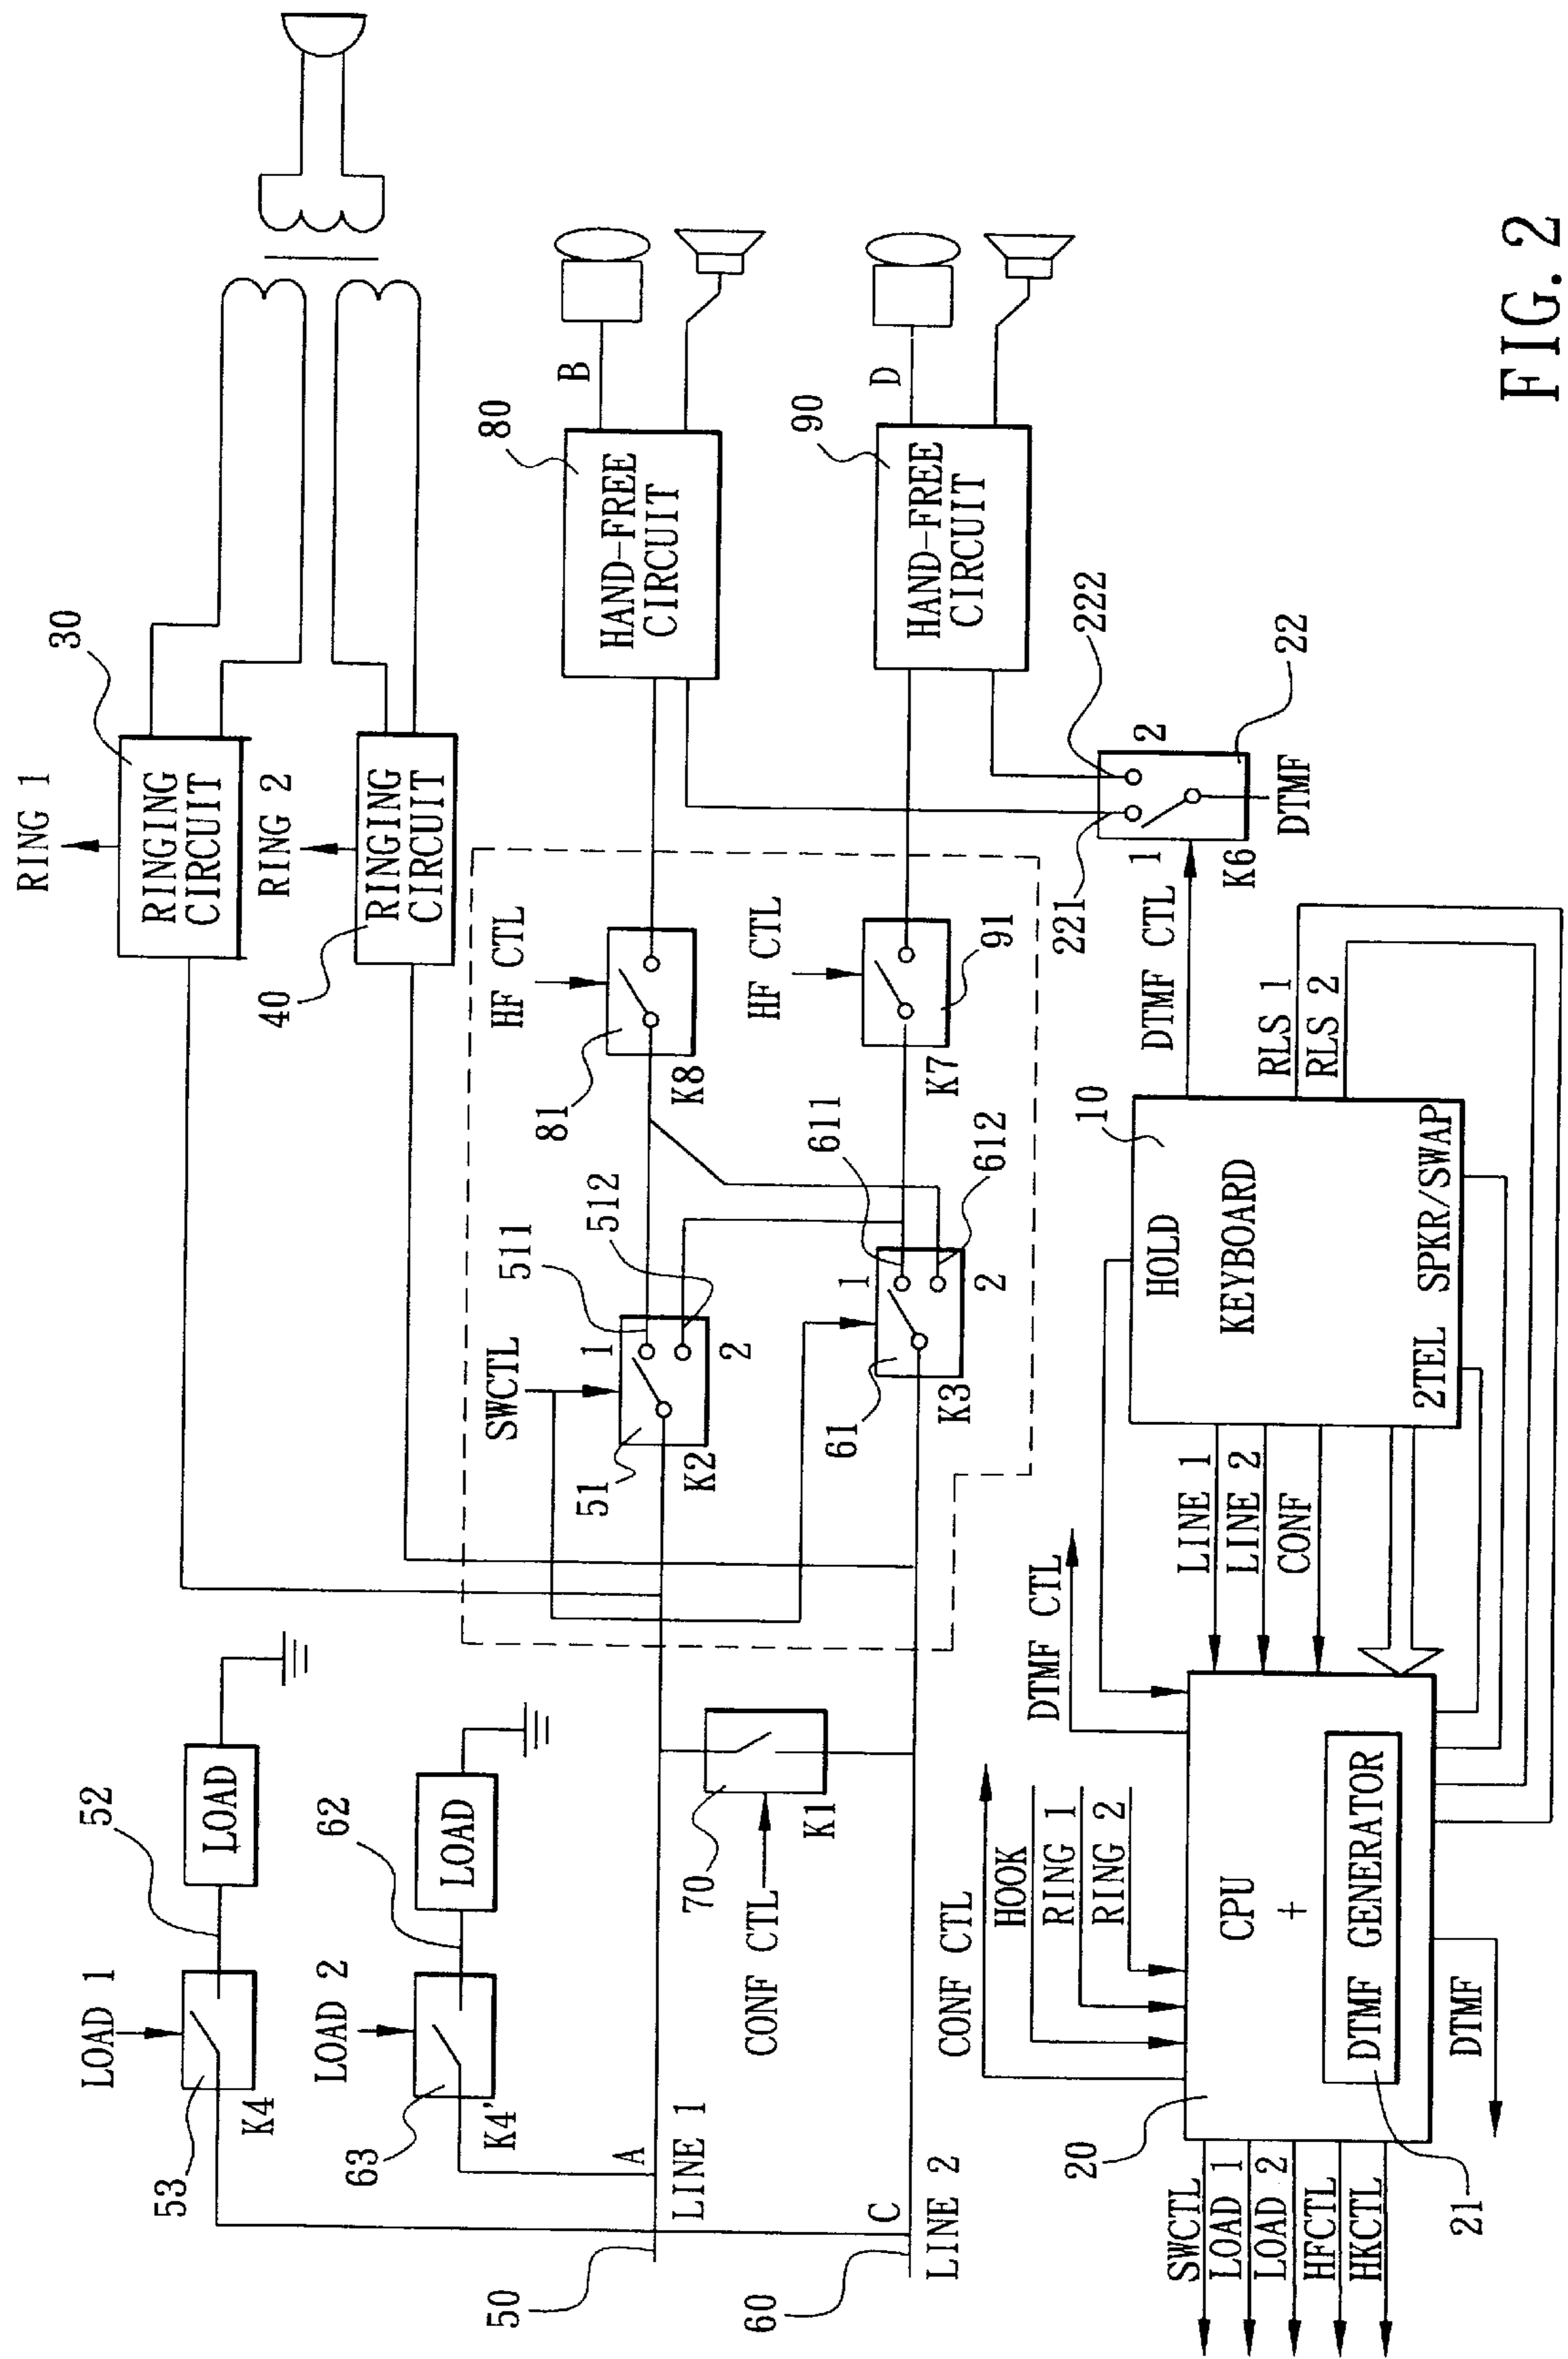 RING 1
30
RINGING
CIRCUIT
RING 2
40
RINGING
CIRCUIT
LOAD 1
53
K4
52
LOAD
LOAD 2
63
K4'
62
LOAD
50
A
LINE 1
60
C
LINE 2
70
K1
CONF CTL
SWCTL
51
K2
511
1
512
2
HF CTL
81
K8
80
HAND-FREE
CIRCUIT
B
61
K3
611
1
612
2
HF CTL
K7
91
90
HAND-FREE
CIRCUIT
D
221
222
1
2
K6
22
DTMF
DTMF CTL
10
HOLD
KEYBOARD
2TEL SPKR/SWAP
RLS 1
RLS 2
LINE 1
LINE 2
CONF
DTMF CTL
CONF CTL
HOOK
RING 1
RING 2
20
CPU
+
DTMF GENERATOR
21
DTMF
SWCTL
LOAD 1
LOAD 2
HFCTL
HKCTL
FIG. 2